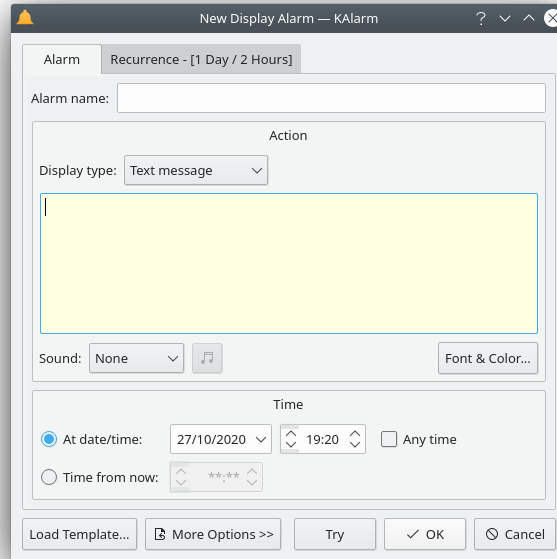 New Display Alarm — KAlarm ?
Alarm Recurrence - [1 Day / 2 Hours]
Alarm name:
Action
Display type: Text message
Sound: None Font & Color...
Time
At date/time: 27/10/2020 19:20 Any time
Time from now: **:**
Load Template... More Options >> Try OK Cancel